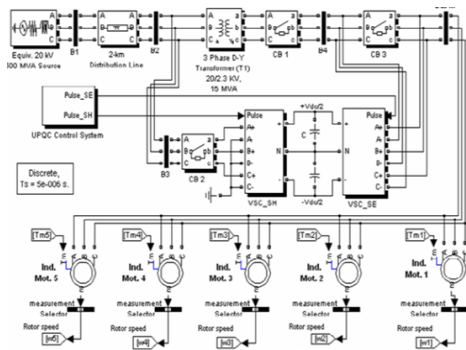 Equiv. 20 kV
MVA Source
B1
2-km
Distribution Line
B2
3 Phase D-Y
Transformer (T1)
20/2.3 KV,
15 MVA
CB 1
B4
CB 3
Pulse_SE
Pulse_SH
UPQC Control System
Discrete,
Ts = 5e-006 s.
B3
CB 2
Pulse
A+
A-
B+
B-
C+
C-
+
N
-
VSC_SH
+Vdc/2
C
-Vdc/2
+
N
-
Pulse
A+
A-
B+
B-
C+
C-
VSC_SE
[Tm5]
[Tm4]
[Tm3]
[Tm2]
[Tm1]
Ind.
Mot. 5
Ind.
Mot. 4
Ind.
Mot. 3
Ind.
Mot. 2
Ind.
Mot. 1
measurement
Selector
measurement
Selector
measurement
Selector
measurement
Selector
measurement
Selector
Rotor speed
Rotor speed
Rotor speed
Rotor speed
Rotor speed
[w5]
[w4]
[w3]
[w2]
[w1]